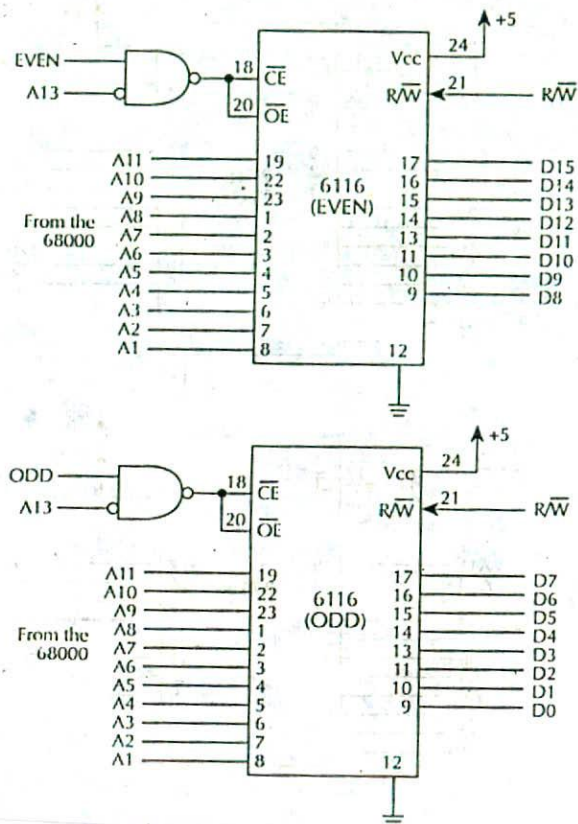 +5
EVEN
A13
18
C̅E̅
20
O̅E̅
24
Vcc
21
R/W̅
R/W̅
6116
(EVEN)
From the
68000
A11 19
A10 22
A9 23
A8 1
A7 2
A6 3
A5 4
A4 5
A3 6
A2 7
A1 8
17 D15
16 D14
15 D13
14 D12
13 D11
11 D10
10 D9
9 D8
12
+5
ODD
A13
18
C̅E̅
20
O̅E̅
24
Vcc
21
R/W̅
R/W̅
6116
(ODD)
From the
68000
A11 19
A10 22
A9 23
A8 1
A7 2
A6 3
A5 4
A4 5
A3 6
A2 7
A1 8
17 D7
16 D6
15 D5
14 D4
13 D3
11 D2
10 D1
9 D0
12